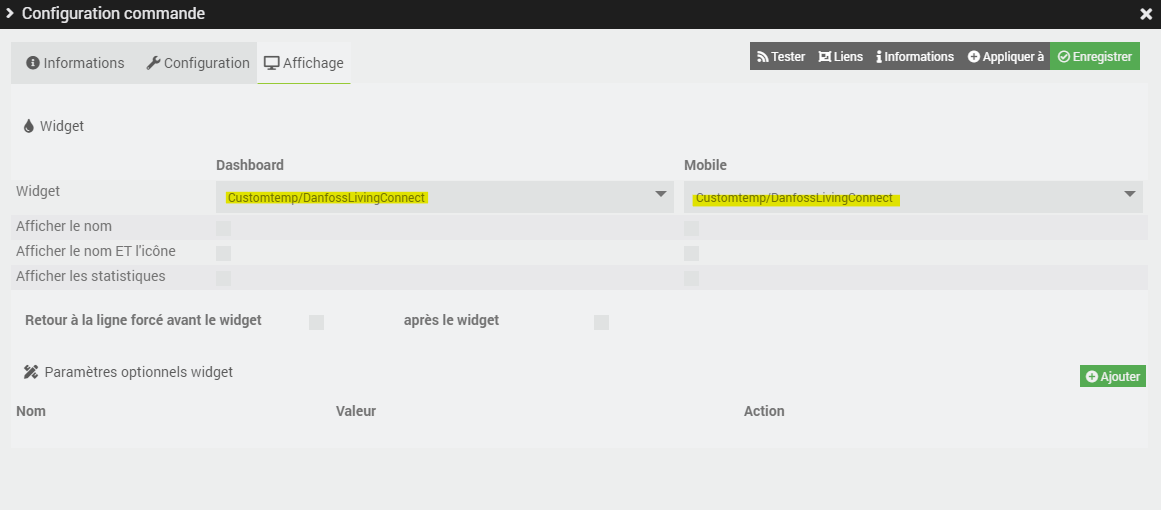 Configuration commande
Informations Configuration Affichage
Tester Liens Informations Appliquer à Enregistrer
Widget
Dashboard Mobile
Widget Customtemp/DanfossLivingConnect Customtemp/DanfossLivingConnect
Afficher le nom
Afficher le nom ET l'icône
Afficher les statistiques
Retour à la ligne forcé avant le widget après le widget
Paramètres optionnels widget Ajouter
Nom Valeur Action